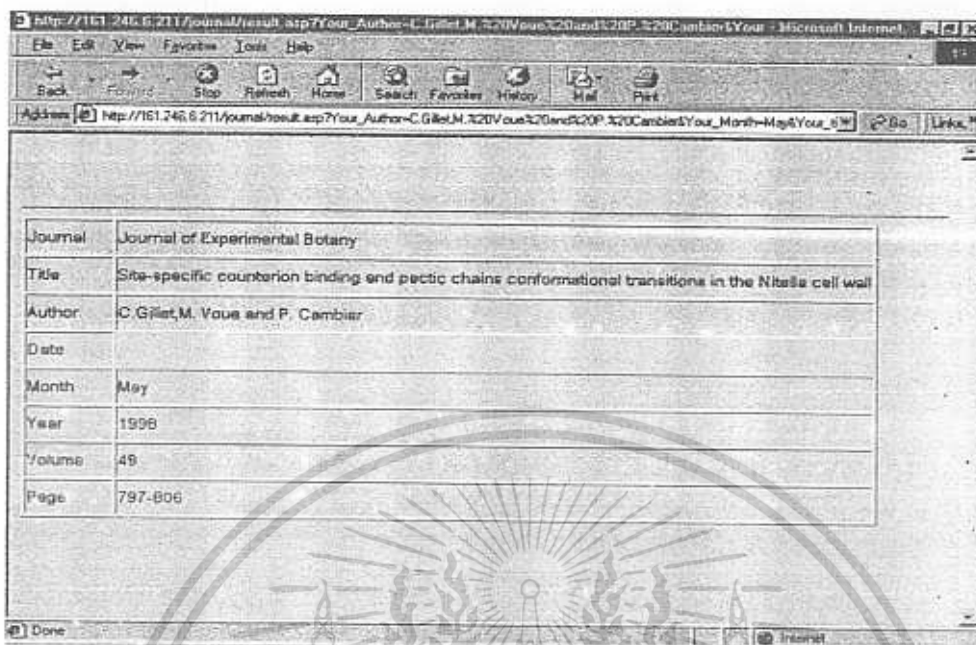 http://161.246.6.211/journal/result.asp?Your_Author=C.Gillet,M.%20Voue%20and%20P.%20Cambier&Your - Microsoft Internet
File Edit View Favorites Tools Help
Back Forward Stop Refresh Home Search Favorites History Mail Print
Address http://161.246.6.211/journal/result.asp?Your_Author=C.Gillet,M.%20Voue%20and%20P.%20Cambier&Your_Month=May&Your_ Go Links
Journal Journal of Experimental Botany
Title Site-specific counterion binding and pectic chains conformational transitions in the Nitella cell wall
Author C.Gillet,M. Voue and P. Cambier
Date
Month May
Year 1998
Volume 49
Page 797-806
Done Internet